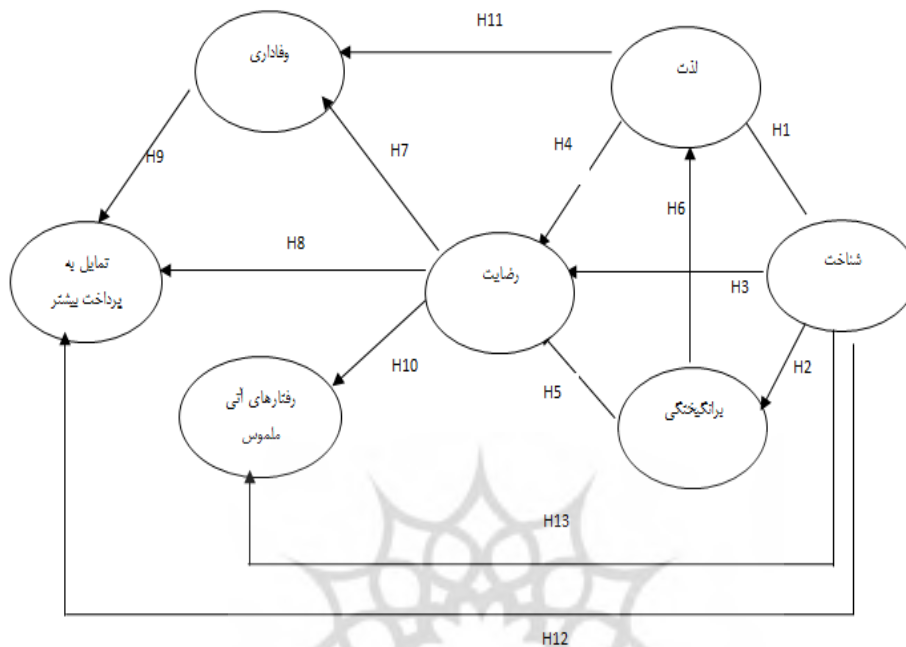 H11
وفاداری
لذت
H1
H4
H7
H9
H6
شناخت
رضایت
تمایل به
پرداخت بیشتر
H8
H3
H10
H2
H5
رفتارهای آتی
ملموس
برانگیختگی
H13
H12